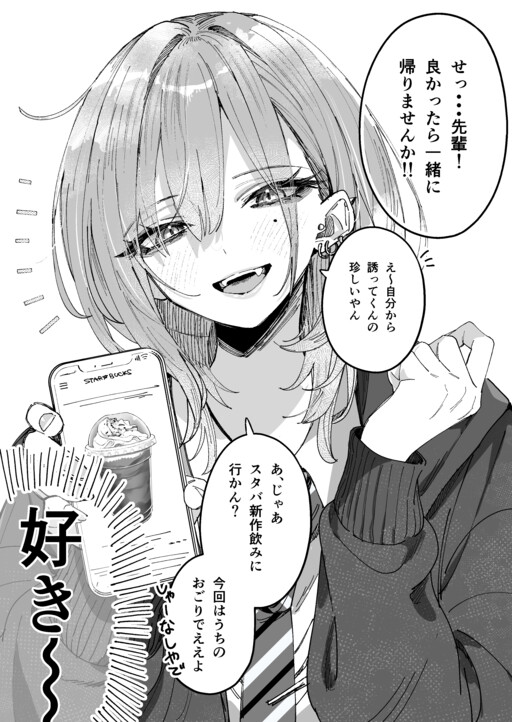 せっ・・・先輩！
良かったら一緒に
帰りませんか!!
え〜自分から
誘ってくんの
珍しいやん
STAR★BUCKS
あ、じゃあ
スタバ新作飲みに
行かん？
今回はうちの
おごりでええよ
しゃーなしやで
好き〜〜